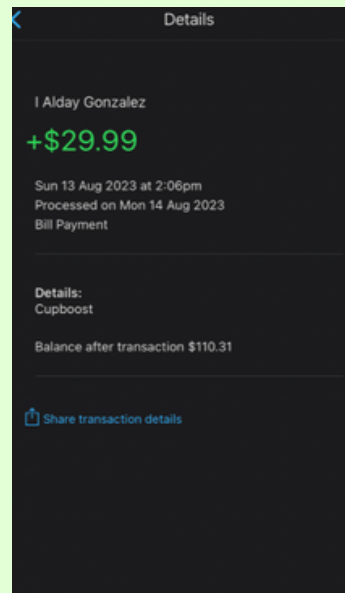 Details
I Alday Gonzalez
+$29.99
Sun 13 Aug 2023 at 2:06pm
Processed on Mon 14 Aug 2023
Bill Payment
Details:
Cupboost
Balance after transaction $110.31
Share transaction details